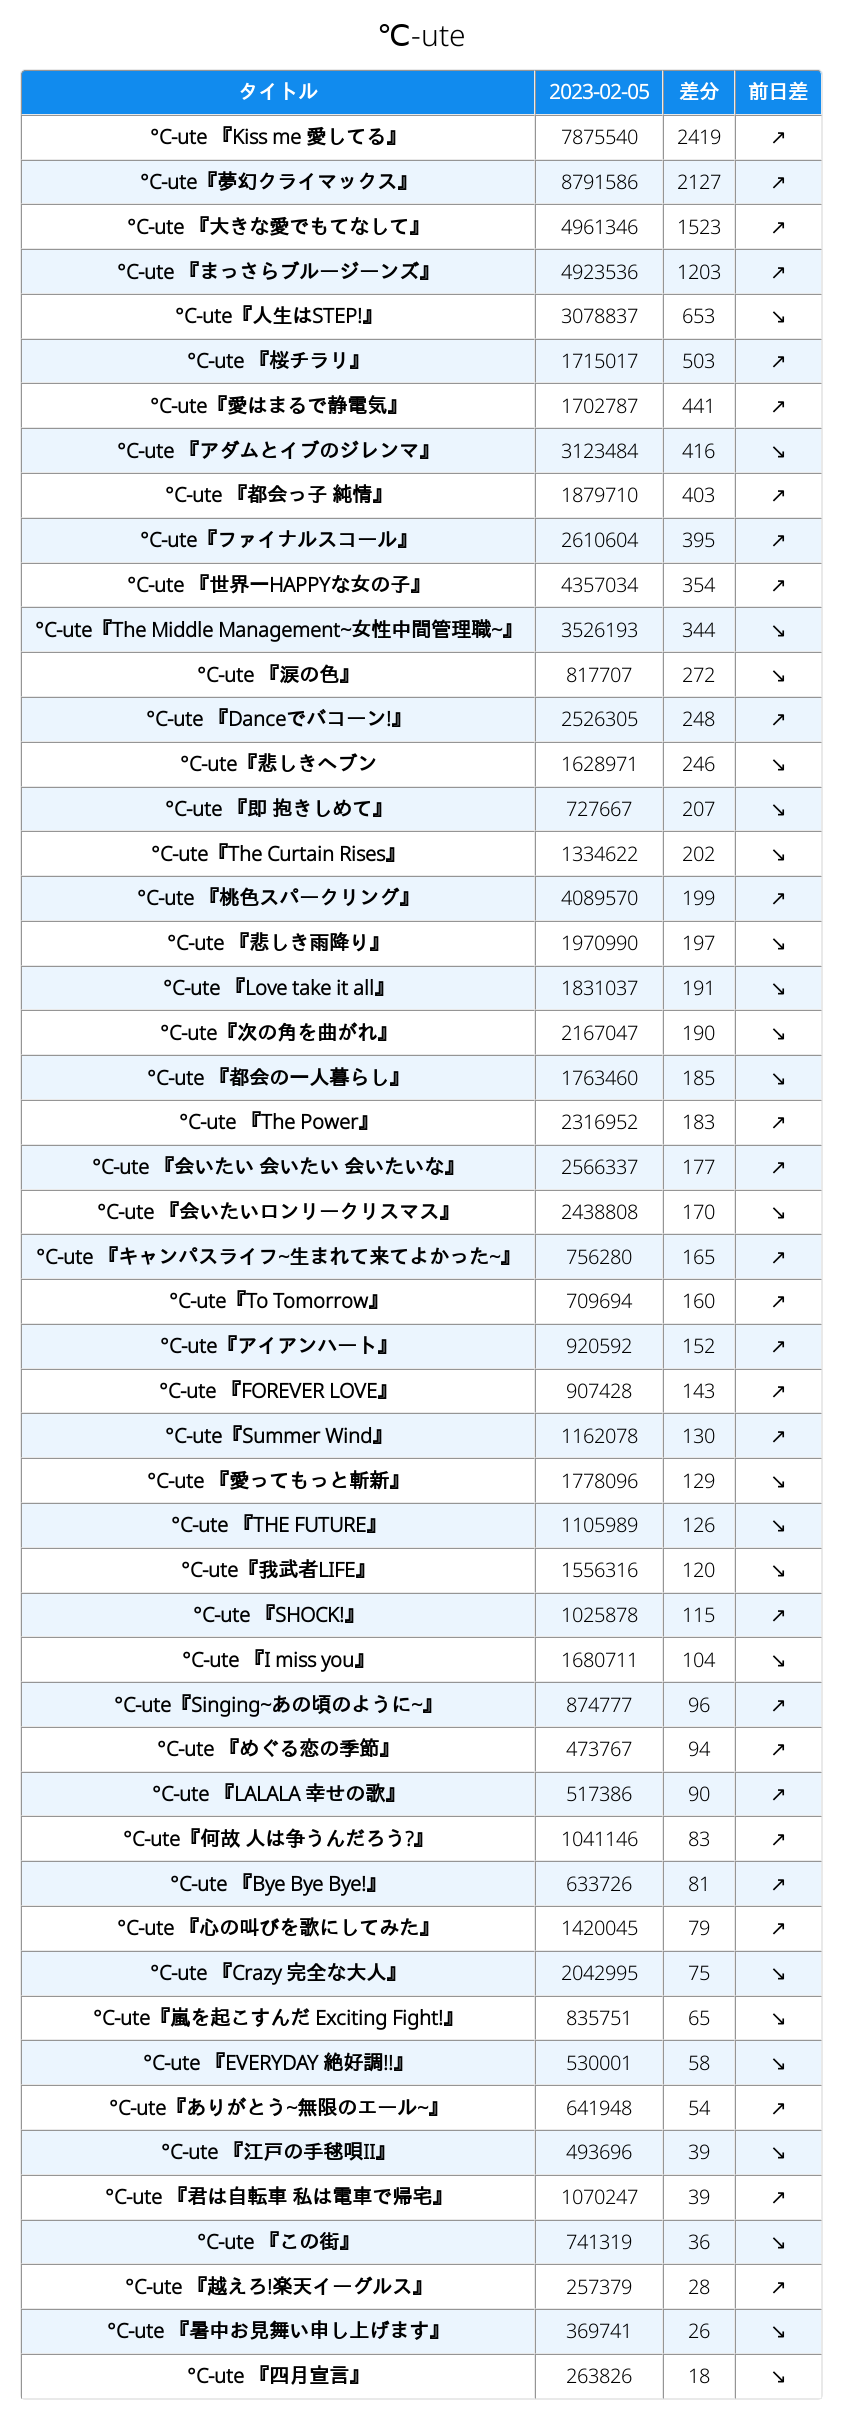 ℃-ute
タイトル 2023-02-05 差分 前日差
°C-ute 『Kiss me 愛してる』 7875540 2419 ↗
°C-ute『夢幻クライマックス』 8791586 2127 ↗
°C-ute 『大きな愛でもてなして』 4961346 1523 ↗
°C-ute 『まっさらブルージーンズ』 4923536 1203 ↗
°C-ute『人生はSTEP!』 3078837 653 ↘
°C-ute 『桜チラリ』 1715017 503 ↗
°C-ute『愛はまるで静電気』 1702787 441 ↗
°C-ute 『アダムとイブのジレンマ』 3123484 416 ↘
°C-ute 『都会っ子 純情』 1879710 403 ↗
°C-ute『ファイナルスコール』 2610604 395 ↗
°C-ute 『世界一HAPPYな女の子』 4357034 354 ↗
°C-ute『The Middle Management~女性中間管理職~』 3526193 344 ↘
°C-ute 『涙の色』 817707 272 ↘
°C-ute 『Danceでバコーン!』 2526305 248 ↗
°C-ute『悲しきヘブン 1628971 246 ↘
°C-ute 『即 抱きしめて』 727667 207 ↘
°C-ute『The Curtain Rises』 1334622 202 ↘
°C-ute 『桃色スパークリング』 4089570 199 ↗
°C-ute 『悲しき雨降り』 1970990 197 ↘
°C-ute 『Love take it all』 1831037 191 ↘
°C-ute『次の角を曲がれ』 2167047 190 ↘
°C-ute 『都会の一人暮らし』 1763460 185 ↘
°C-ute 『The Power』 2316952 183 ↗
°C-ute 『会いたい 会いたい 会いたいな』 2566337 177 ↗
°C-ute 『会いたいロンリークリスマス』 2438808 170 ↘
°C-ute 『キャンパスライフ~生まれて来てよかった~』 756280 165 ↗
°C-ute『To Tomorrow』 709694 160 ↗
°C-ute『アイアンハート』 920592 152 ↗
°C-ute 『FOREVER LOVE』 907428 143 ↗
°C-ute『Summer Wind』 1162078 130 ↗
°C-ute 『愛ってもっと斬新』 1778096 129 ↘
°C-ute 『THE FUTURE』 1105989 126 ↘
°C-ute『我武者LIFE』 1556316 120 ↘
°C-ute 『SHOCK!』 1025878 115 ↗
°C-ute 『I miss you』 1680711 104 ↘
°C-ute『Singing~あの頃のように~』 874777 96 ↗
°C-ute 『めぐる恋の季節』 473767 94 ↗
°C-ute 『LALALA 幸せの歌』 517386 90 ↗
°C-ute『何故 人は争うんだろう?』 1041146 83 ↗
°C-ute 『Bye Bye Bye!』 633726 81 ↗
°C-ute 『心の叫びを歌にしてみた』 1420045 79 ↗
°C-ute 『Crazy 完全な大人』 2042995 75 ↘
°C-ute『嵐を起こすんだ Exciting Fight!』 835751 65 ↘
°C-ute 『EVERYDAY 絶好調!!』 530001 58 ↘
°C-ute『ありがとう~無限のエール~』 641948 54 ↗
°C-ute 『江戸の手毬唄II』 493696 39 ↘
°C-ute 『君は自転車 私は電車で帰宅』 1070247 39 ↗
°C-ute 『この街』 741319 36 ↘
°C-ute 『越えろ!楽天イーグルス』 257379 28 ↗
°C-ute 『暑中お見舞い申し上げます』 369741 26 ↘
°C-ute 『四月宣言』 263826 18 ↘